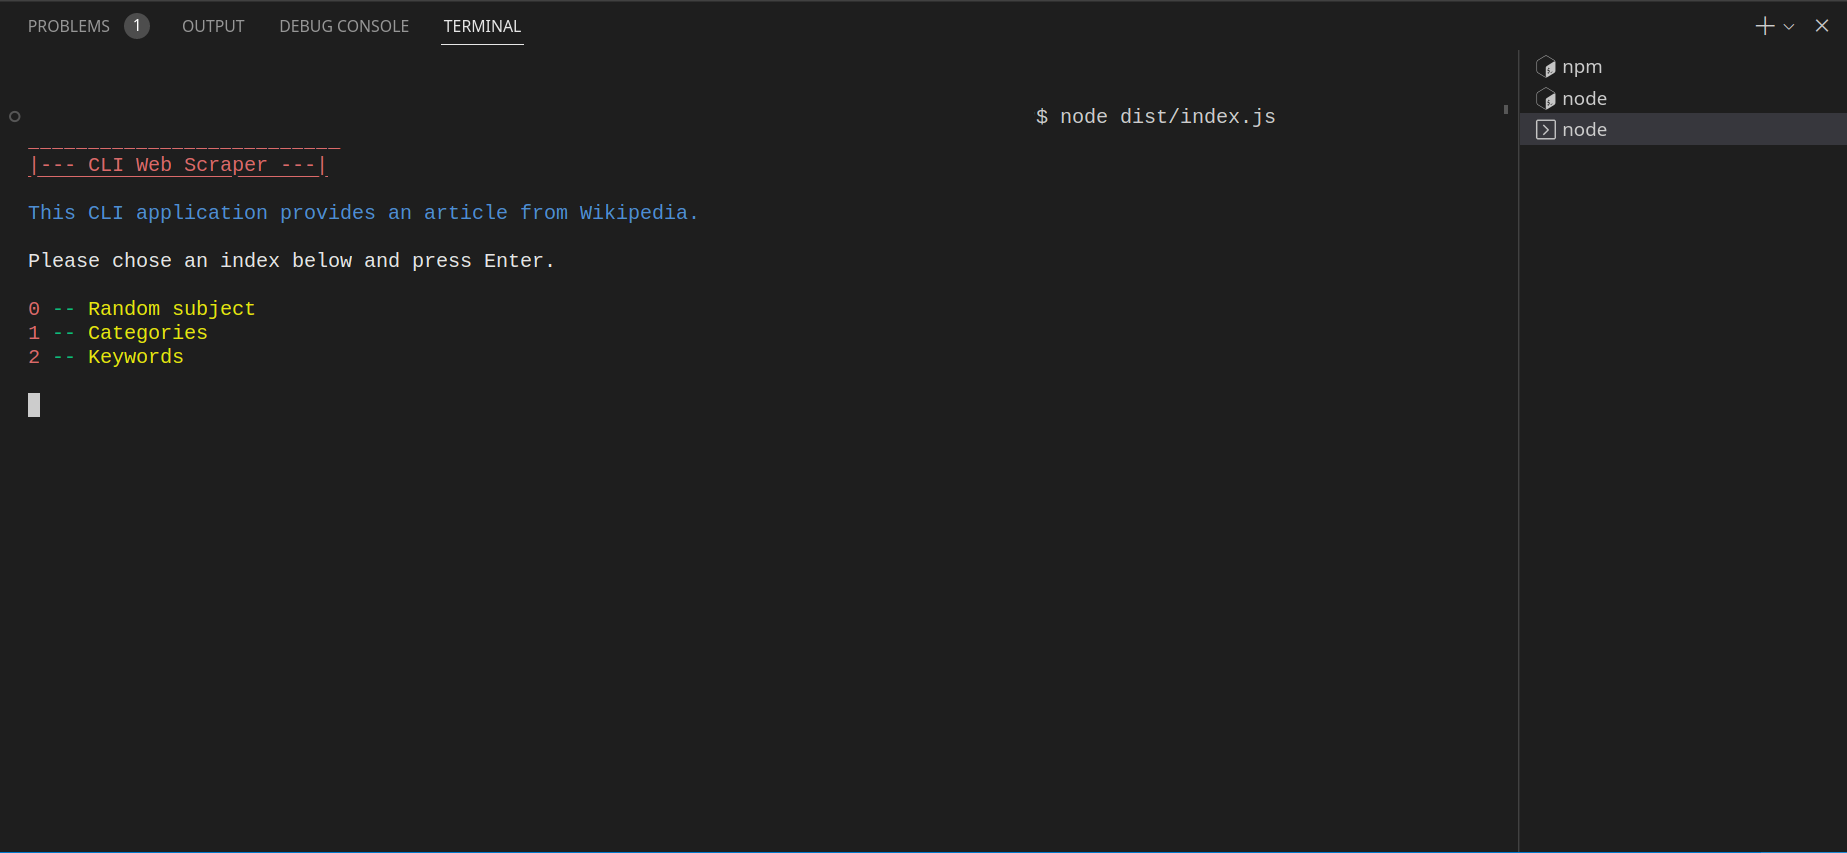 PROBLEMS 1 OUTPUT DEBUG CONSOLE TERMINAL
$ node dist/index.js
__________________________
|--- CLI Web Scraper ---|
This CLI application provides an article from Wikipedia.
Please chose an index below and press Enter.
0 -- Random subject
1 -- Categories
2 -- Keywords
npm
node
node